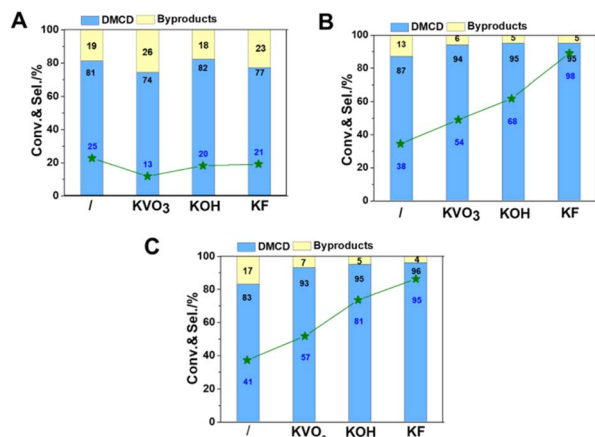 A
DMCD Byproducts
Conv.& Sel./%
100
80
60
40
20
0
19 26 18 23
81 74 82 77
25 13 20 21
/ KVO3 KOH KF
B
DMCD Byproducts
Conv.& Sel./%
100
80
60
40
20
0
13 6 5 5
87 94 95 95
38 54 68 98
/ KVO3 KOH KF
C
DMCD Byproducts
Conv.& Sel./%
100
80
60
40
20
0
17 7 5 4
83 93 95 96
41 57 81 95
/ KVO3 KOH KF